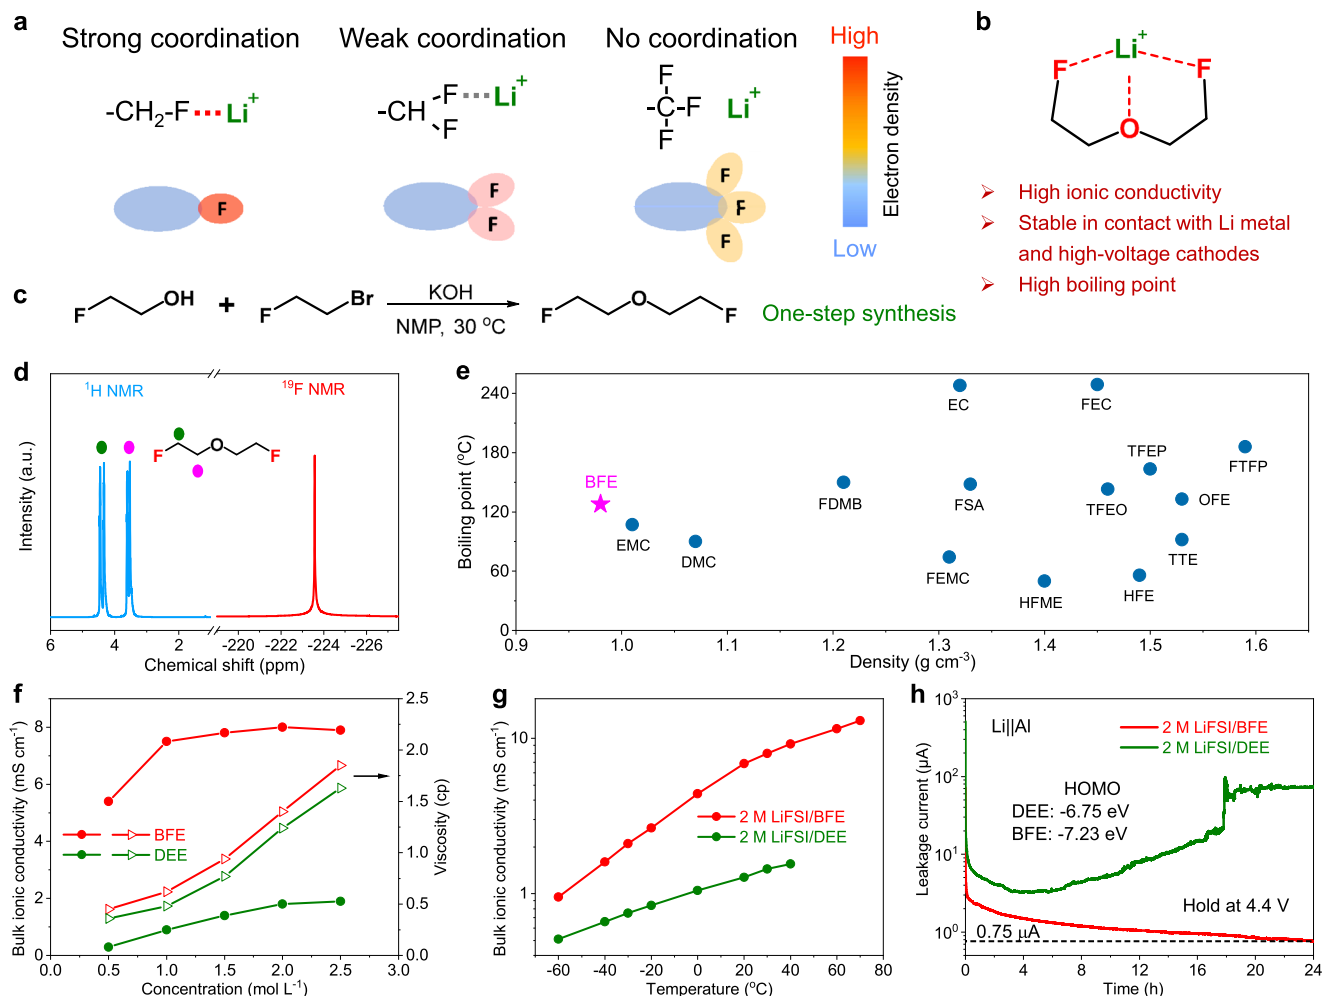 a
Strong coordination
Weak coordination
No coordination
-CH₂-F Li⁺
-CH F F Li⁺
F
-C-F Li⁺
F
F
F
F
F
F
F
High
Electron density
Low
b
Li⁺
F F
O
➢ High ionic conductivity
➢ Stable in contact with Li metal
and high-voltage cathodes
➢ High boiling point
c
F OH + F Br
KOH
NMP, 30 °C
F O F
One-step synthesis
d
¹H NMR
¹⁹F NMR
F O F
Intensity (a.u.)
6 4 2 -220 -222 -224 -226
Chemical shift (ppm)
e
Boiling point (°C)
240
180
120
60
0
EC
FEC
TFEP
FTFP
BFE
FDMB
FSA
TFEO
OFE
EMC
DMC
TTE
FEMC
HFME
HFE
0.9 1.0 1.1 1.2 1.3 1.4 1.5 1.6
Density (g cm⁻³)
f
Bulk ionic conductivity (mS cm⁻¹)
8
6
4
2
0
BFE
DEE
2.5
2.0
1.5
1.0
0.5
0.0
Viscosity (cp)
0.0 0.5 1.0 1.5 2.0 2.5 3.0
Concentration (mol L⁻¹)
g
Bulk ionic conductivity (mS cm⁻¹)
10
1
2 M LiFSI/BFE
2 M LiFSI/DEE
-60 -40 -20 0 20 40 60 80
Temperature (°C)
h
Leakage current (μA)
10³
10²
10¹
10⁰
Li||Al
2 M LiFSI/BFE
2 M LiFSI/DEE
HOMO
DEE: -6.75 eV
BFE: -7.23 eV
Hold at 4.4 V
0.75 μA
0 4 8 12 16 20 24
Time (h)